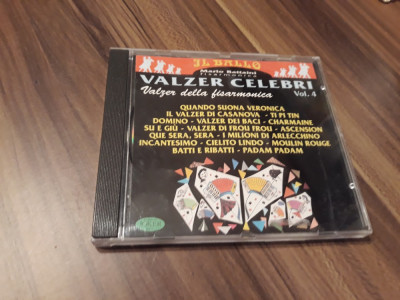 IL BALLO
Mario Battaini
fisarmonica
VALZER CELEBRI
Valzer della fisarmonica Vol. 4
QUANDO SUONA VERONICA
IL VALZER DI CASANOVA - TI PI TIN
DOMINO - VALZER DEI BACI - CHARMAINE
SU E GIÙ - VALZER DI FROU FROU - ASCENSION
QUE SERA, SERA - I MILIONI DI ARLECCHINO
INCANTESIMO - CIELITO LINDO - MOULIN ROUGE
BATTI E RIBATTI - PADAM PADAM